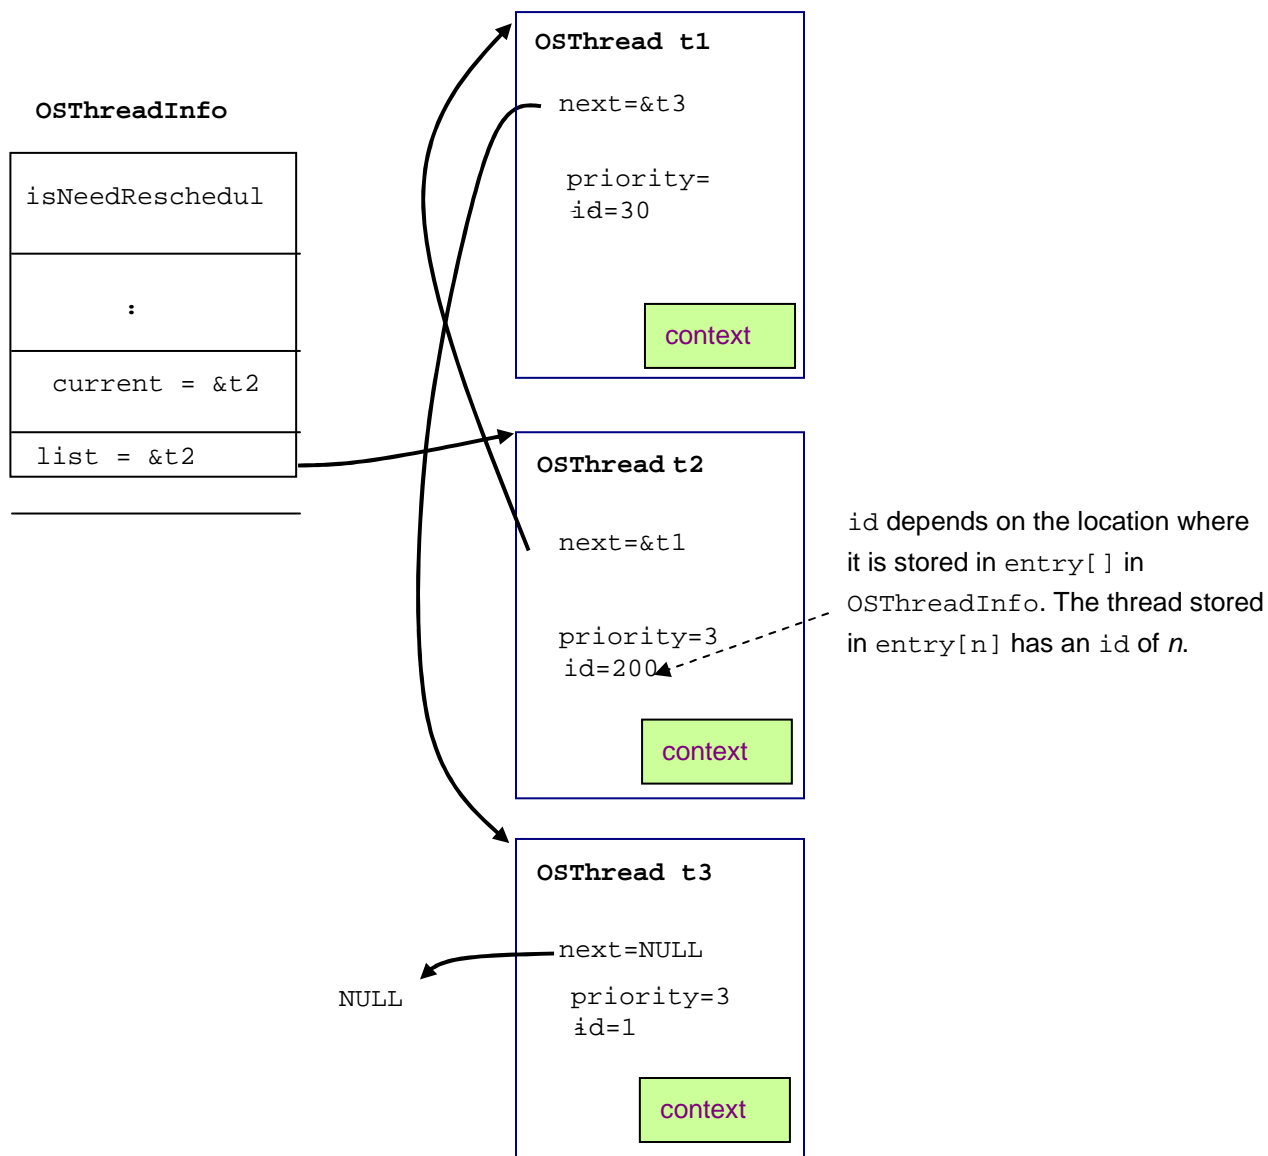 OSThreadInfo
isNeedReschedul
:
current = &t2
list = &t2
OSThread t1
next=&t3
priority=
id=30
context
OSThread t2
next=&t1
priority=3
id=200
context
id depends on the location where
it is stored in entry[] in
OSThreadInfo. The thread stored
in entry[n] has an id of n.
OSThread t3
next=NULL
NULL
priority=3
id=1
context